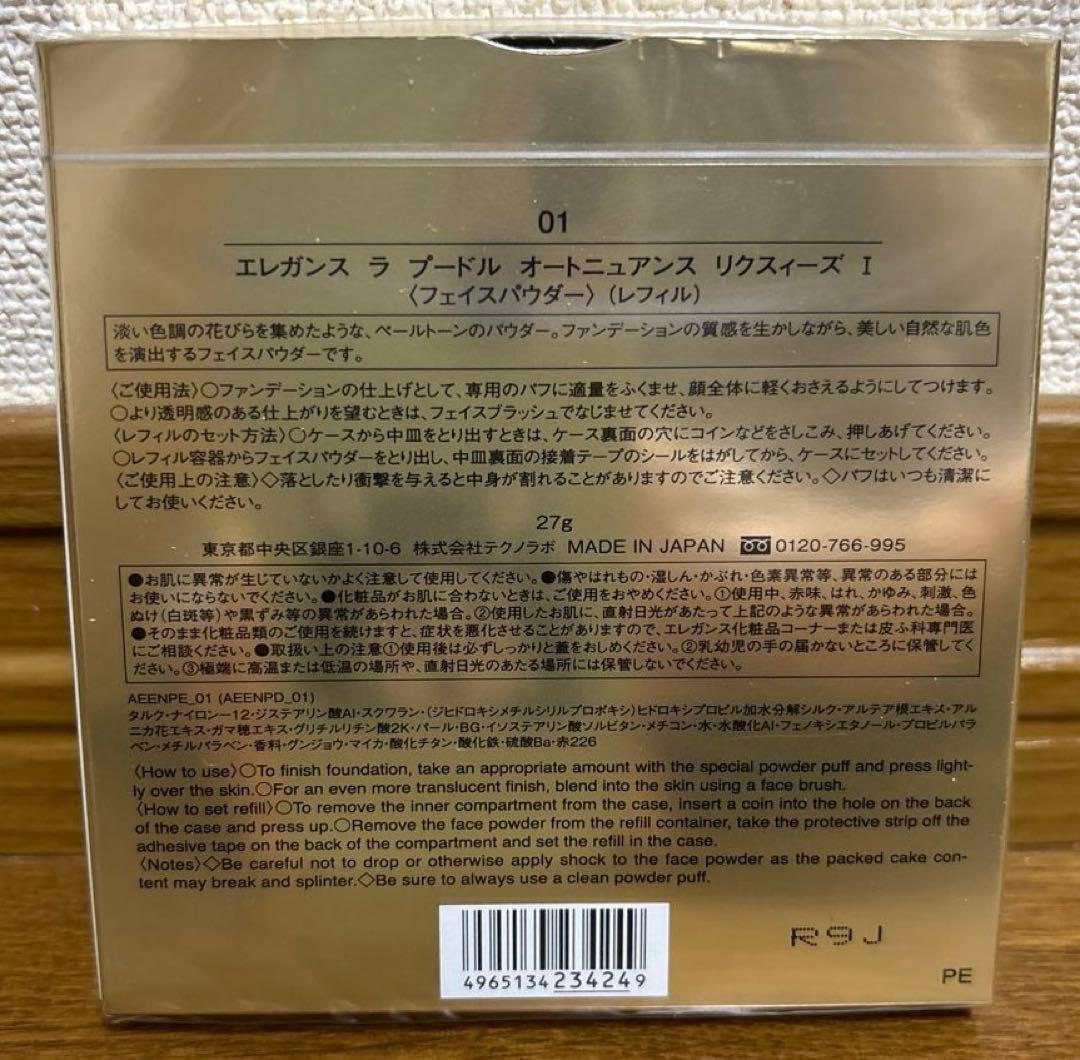 01
エレガンス ラ プードル オートニュアンス リクスィーズ I
〈フェイスパウダー〉(レフィル)
淡い色調の花びらを集めたような、ペールトーンのパウダー。ファンデーションの質感を生かしながら、美しい自然な肌色
を演出するフェイスパウダーです。
〈ご使用法〉○ファンデーションの仕上げとして、専用のパフに適量をふくませ、顔全体に軽くおさえるようにしてつけます。
○より透明感のある仕上がりを望むときは、フェイスブラッシュでなじませてください。
〈レフィルのセット方法〉○ケースから中皿をとり出すときは、ケース裏面の穴にコインなどをさしこみ、押しあげてください。
○レフィル容器からフェイスパウダーをとり出し、中皿裏面の接着テープのシールをはがしてから、ケースにセットしてください。
〈ご使用上の注意〉◇落としたり衝撃を与えると中身が割れることがありますのでご注意ください。◇パフはいつも清潔に
してお使いください。
27g
東京都中央区銀座1-10-6 株式会社テクノラボ MADE IN JAPAN 0120-766-995
●お肌に異常が生じていないかよく注意して使用してください。●傷やはれもの・湿しん・かぶれ・色素異常等、異常のある部分には
お使いにならないでください。●化粧品がお肌に合わないときは、ご使用をおやめください。①使用中、赤味、はれ、かゆみ、刺激、色
ぬけ(白斑等)や黒ずみ等の異常があらわれた場合。②使用したお肌に、直射日光があたって上記のような異常があらわれた場合。
●そのまま化粧品類のご使用を続けますと、症状を悪化させることがありますので、エレガンス化粧品コーナーまたは皮ふ科専門医
にご相談ください。●取扱い上の注意①使用後は必ずしっかりと蓋をおしめください。②乳幼児の手の届かないところに保管してく
ださい。③極端に高温または低温の場所や、直射日光のあたる場所には保管しないでください。
AEENPE_01 (AEENPD_01)
タルク・ナイロン-12・ジステアリン酸Al・スクワラン・(ジヒドロキシメチルシリルプロポキシ)ヒドロキシプロピル加水分解シルク・アルテア根エキス・アル
ニカ花エキス・ガマ穂エキス・グリチルリチン酸2K・パール・BG・イソステアリン酸ソルビタン・メチコン・水・水酸化Al・フェノキシエタノール・プロピルパラ
ベン・メチルパラベン・香料・グンジョウ・マイカ・酸化チタン・酸化鉄・硫酸Ba・赤226
〈How to use〉○To finish foundation, take an appropriate amount with the special powder puff and press light-
ly over the skin.○For an even more translucent finish, blend into the skin using a face brush.
〈How to set refill〉○To remove the inner compartment from the case, insert a coin into the hole on the back
of the case and press up.○Remove the face powder from the refill container, take the protective strip off the
adhesive tape on the back of the compartment and set the refill in the case.
〈Notes〉◇Be careful not to drop or otherwise apply shock to the face powder as the packed cake con-
tent may break and splinter.◇Be sure to always use a clean powder puff.
4965134234249
R9J
PE